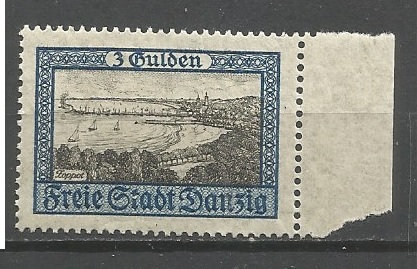 3 Gulden
Zoppot
Freie Stadt Danzig